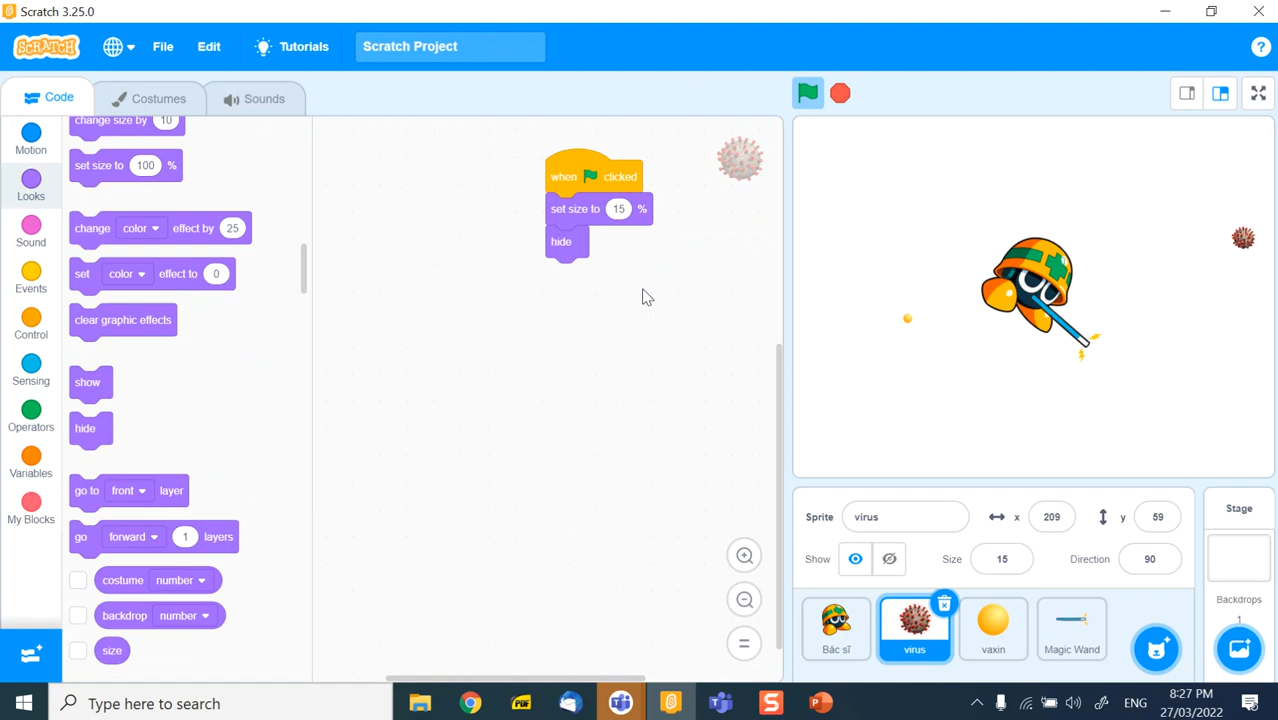 Scratch 3.25.0
SCRATCH
File
Edit
Tutorials
Scratch Project
?
Code
Costumes
Sounds
Motion
Looks
Sound
Events
Control
Sensing
Operators
Variables
My Blocks
change size by 10
set size to 100 %
change color effect by 25
set color effect to 0
clear graphic effects
show
hide
go to front layer
go forward 1 layers
costume number
backdrop number
size
when clicked
set size to 15 %
hide
Sprite virus x 209 y 59
Show Size 15 Direction 90
Bác sĩ
virus
vaxin
Magic Wand
Stage
Backdrops
1
Type here to search
PDF
S
P
ENG
8:27 PM
27/03/2022